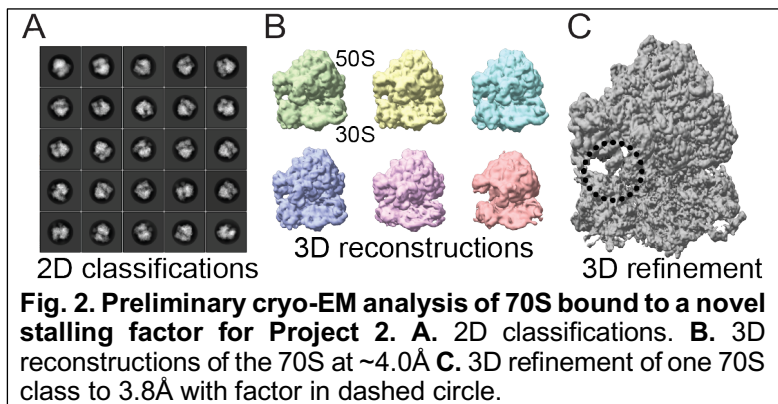 A
B
C
50S
30S
2D classifications
3D reconstructions
3D refinement
Fig. 2. Preliminary cryo-EM analysis of 70S bound to a novel
stalling factor for Project 2. A. 2D classifications. B. 3D
reconstructions of the 70S at ~4.0Å C. 3D refinement of one 70S
class to 3.8Å with factor in dashed circle.